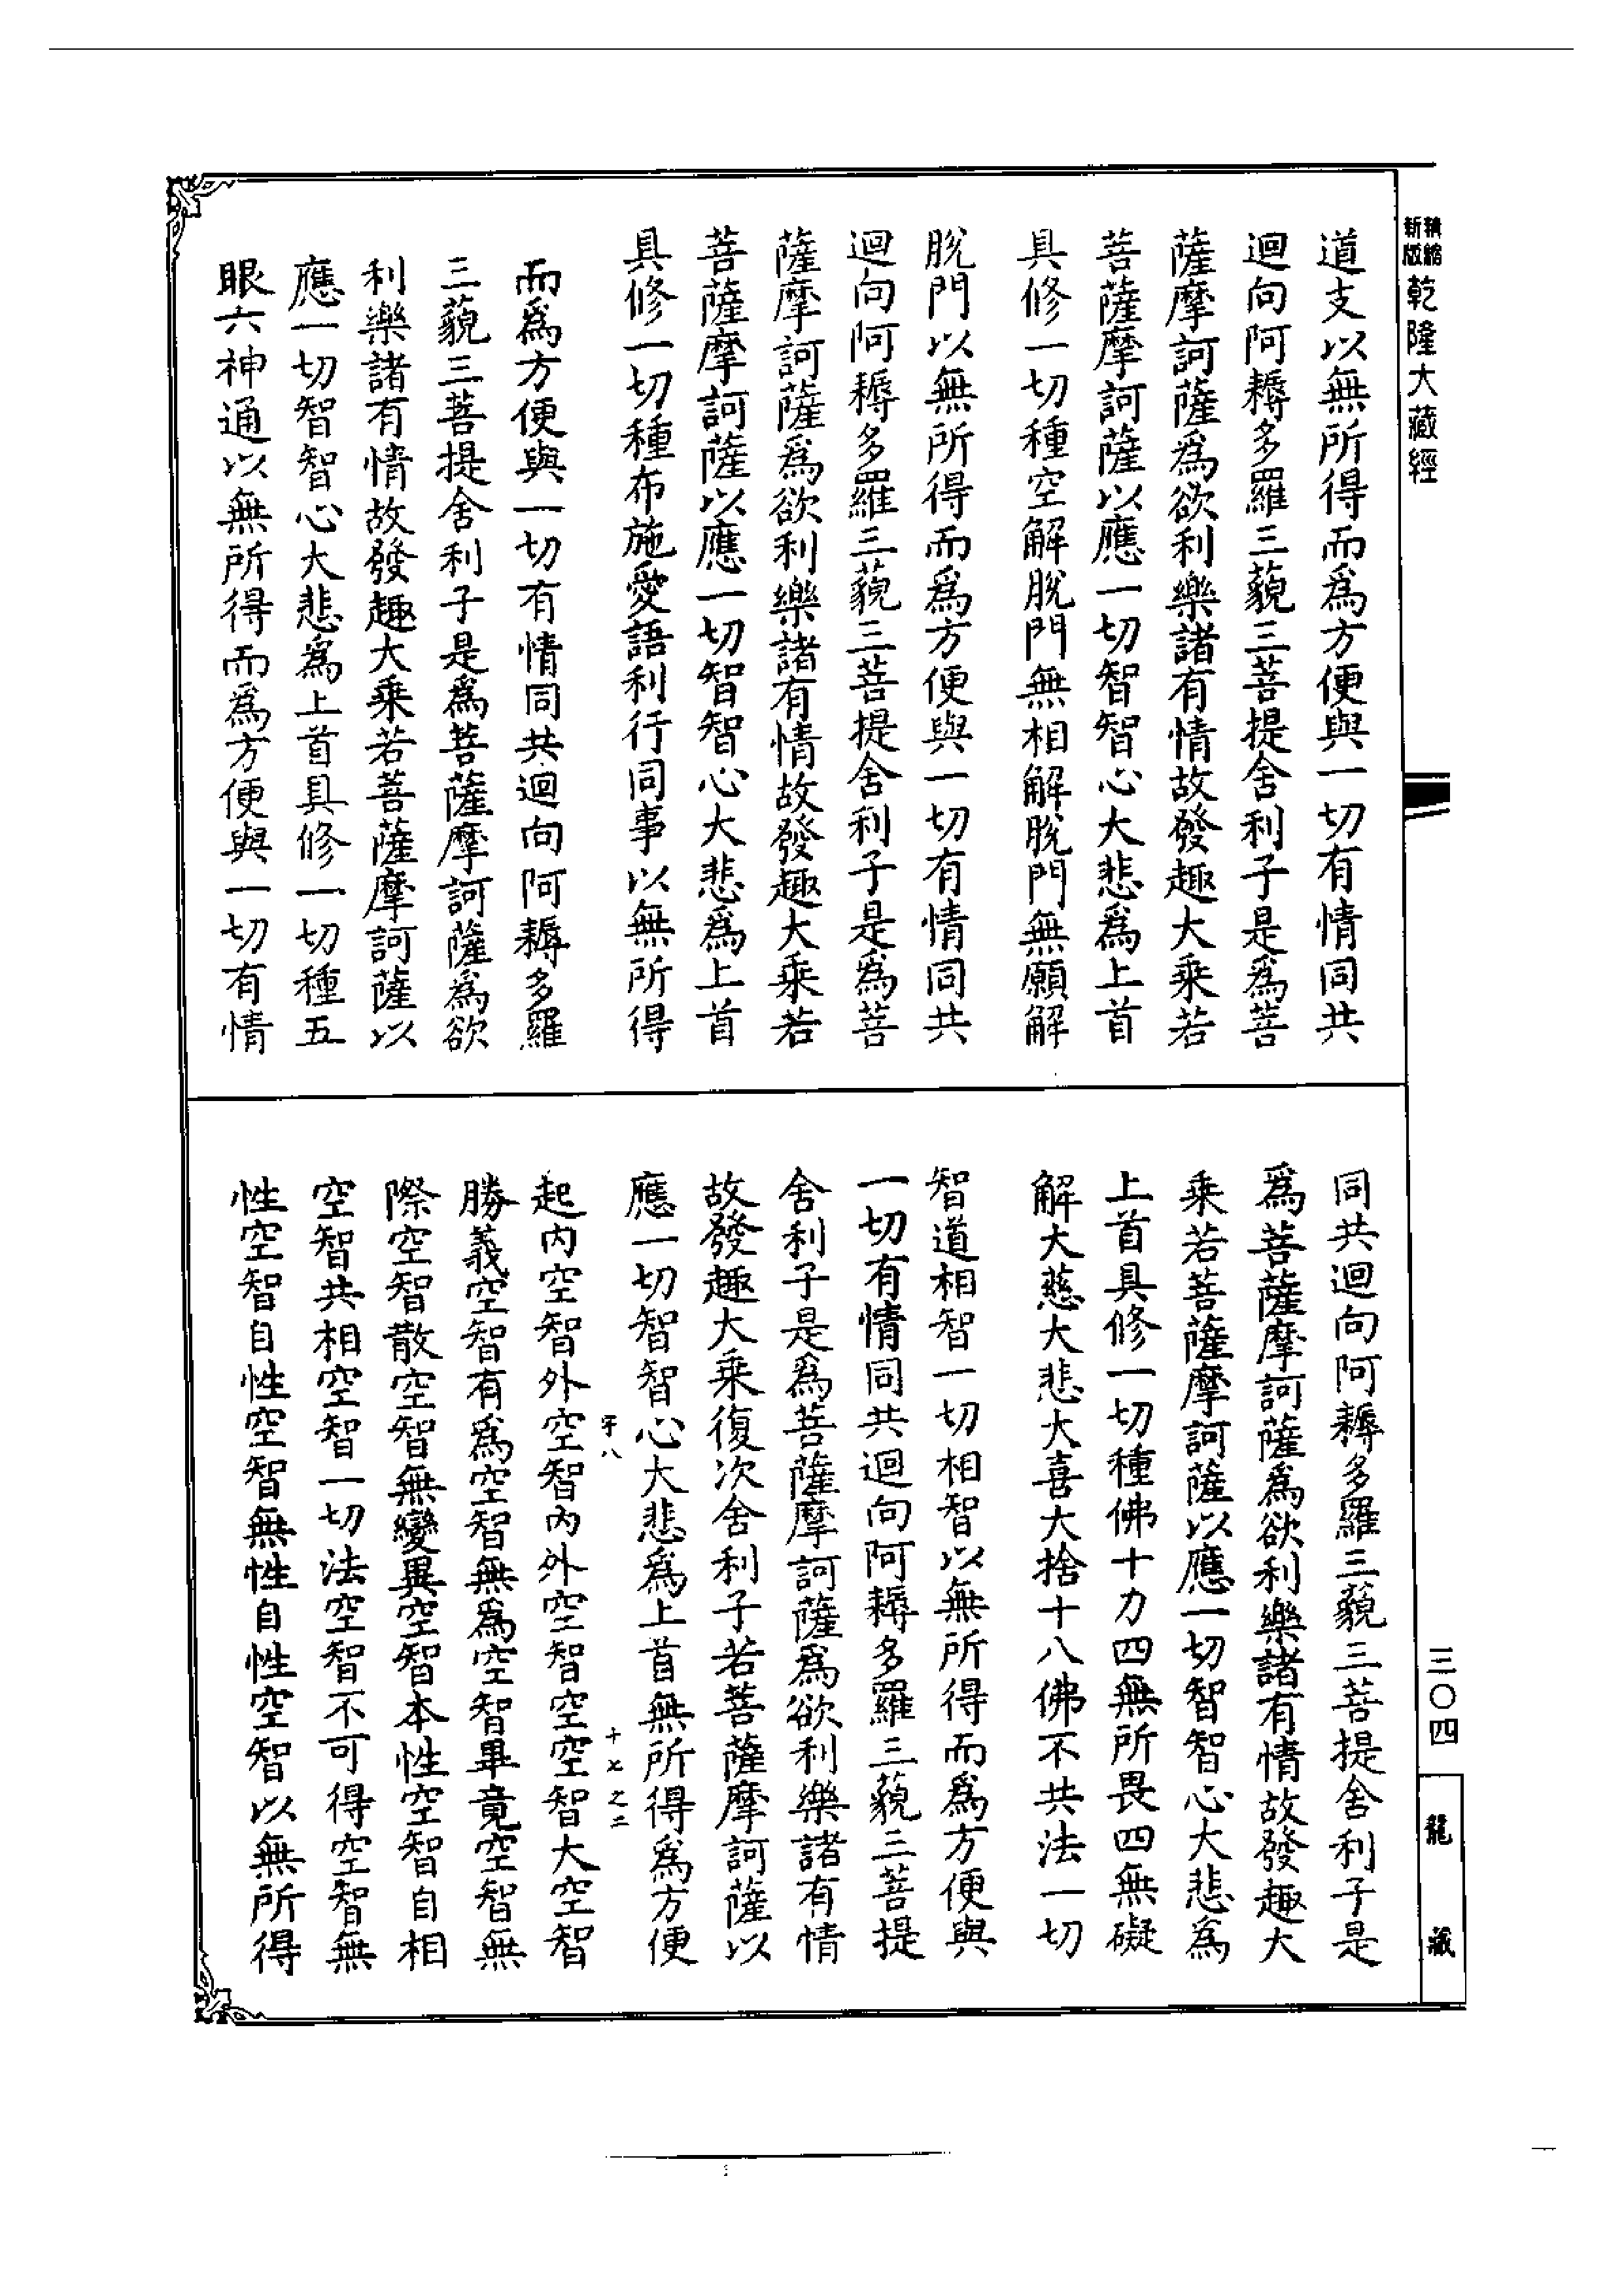 新版精縮
乾隆大藏經
道支以無所得而爲方便與一切有情同共
迴向阿耨多羅三藐三菩提舍利子是爲菩
薩摩訶薩爲欲利樂諸有情故發趣大乘若
菩薩摩訶薩以應一切智智心大悲爲上首
具修一切種空解脫門無相解脫門無願解
脫門以無所得而爲方便與一切有情同共
迴向阿耨多羅三藐三菩提舍利子是爲菩
薩摩訶薩爲欲利樂諸有情故發趣大乘若
菩薩摩訶薩以應一切智智心大悲爲上首
具修一切種布施愛語利行同事以無所得
而爲方便與一切有情同共迴向阿耨多羅
三藐三菩提舍利子是爲菩薩摩訶薩爲欲
利樂諸有情故發趣大乘若菩薩摩訶薩以
應一切智智心大悲爲上首具修一切種五
眼六神通以無所得而爲方便與一切有情
三〇四
龍藏
同共迴向阿耨多羅三藐三菩提舍利子是
爲菩薩摩訶薩爲欲利樂諸有情故發趣大
乘若菩薩摩訶薩以應一切智智心大悲爲
上首具修一切種佛十力四無所畏四無礙
解大慈大悲大喜大捨十八佛不共法一切
智道相智一切相智以無所得而爲方便與
一切有情同共迴向阿耨多羅三藐三菩提
舍利子是爲菩薩摩訶薩爲欲利樂諸有情
故發趣大乘復次舍利子若菩薩摩訶薩以
應一切智智心大悲爲上首無所得爲方便
十七之二
起內空智外空智內外空智空空智大空智
勝義空智有爲空智無爲空智畢竟空智無
際空智散空智無變異空智本性空智自相
空智共相空智一切法空智不可得空智無
性空智自性空智無性自性空智以無所得